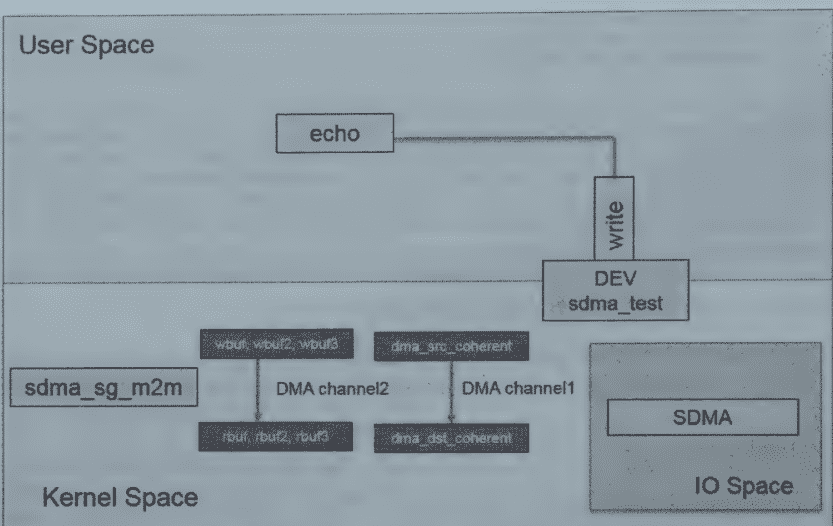 User Space
echo
write
DEV
sdma_test
wbuf, wbuf2, wbuf3
dma_src_coherent
sdma_sg_m2m
DMA channel2
DMA channel1
SDMA
rbuf, rbuf2, rbuf3
dma_dst_coherent
IO Space
Kernel Space